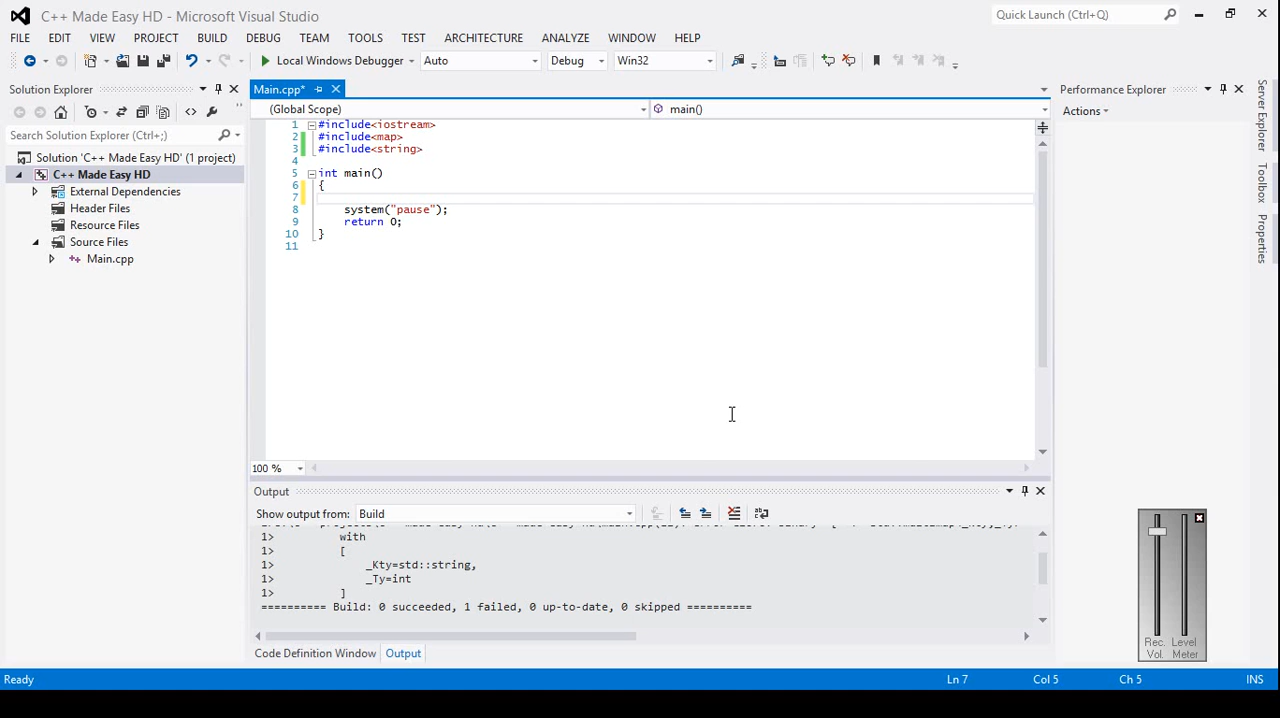 C++ Made Easy HD - Microsoft Visual Studio
Quick Launch (Ctrl+Q)
FILE EDIT VIEW PROJECT BUILD DEBUG TEAM TOOLS TEST ARCHITECTURE ANALYZE WINDOW HELP
Local Windows Debugger Auto Debug Win32
Solution Explorer
Search Solution Explorer (Ctrl+;)
Solution 'C++ Made Easy HD' (1 project)
C++ Made Easy HD
External Dependencies
Header Files
Resource Files
Source Files
Main.cpp
Main.cpp*
(Global Scope) main()
1 #include<iostream>
2 #include<map>
3 #include<string>
4
5 int main()
6 {
7
8 system("pause");
9 return 0;
10 }
11
100 %
Output
Show output from: Build
1> with
1> [
1> _Kty=std::string,
1> _Ty=int
1> ]
========== Build: 0 succeeded, 1 failed, 0 up-to-date, 0 skipped ==========
Code Definition Window Output
Performance Explorer
Actions
Server Explorer
Toolbox
Properties
Rec. Level
Vol. Meter
Ready Ln 7 Col 5 Ch 5 INS